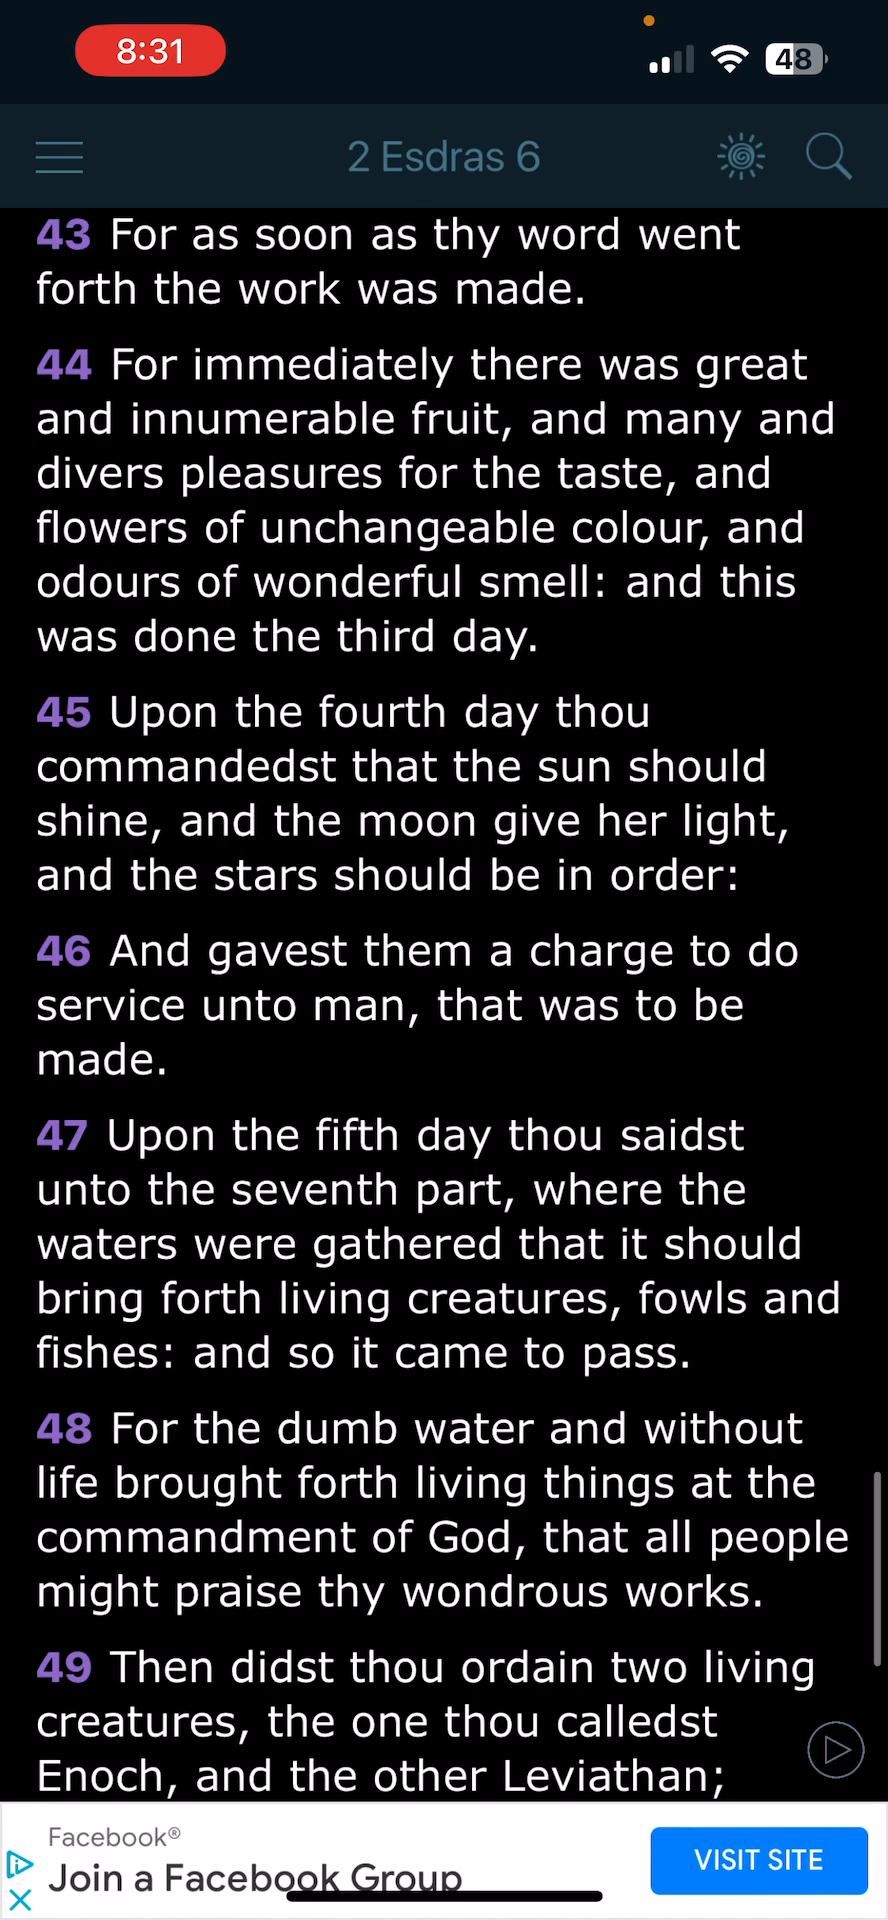 8:31
48
2 Esdras 6
43 For as soon as thy word went
forth the work was made.
44 For immediately there was great
and innumerable fruit, and many and
divers pleasures for the taste, and
flowers of unchangeable colour, and
odours of wonderful smell: and this
was done the third day.
45 Upon the fourth day thou
commandedst that the sun should
shine, and the moon give her light,
and the stars should be in order:
46 And gavest them a charge to do
service unto man, that was to be
made.
47 Upon the fifth day thou saidst
unto the seventh part, where the
waters were gathered that it should
bring forth living creatures, fowls and
fishes: and so it came to pass.
48 For the dumb water and without
life brought forth living things at the
commandment of God, that all people
might praise thy wondrous works.
49 Then didst thou ordain two living
creatures, the one thou calledst
Enoch, and the other Leviathan;
Facebook®
Join a Facebook Group
VISIT SITE